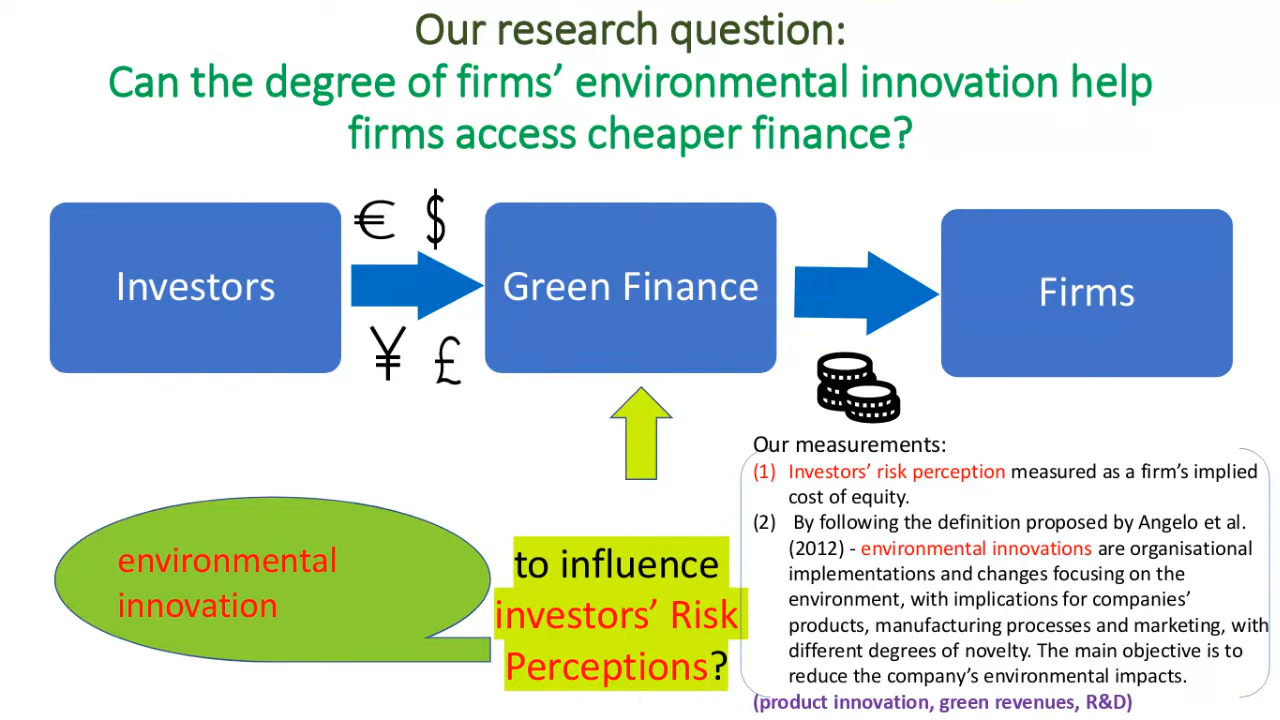 Our research question:
Can the degree of firms’ environmental innovation help
firms access cheaper finance?
€ $
Investors
Green Finance
Firms
¥ £
environmental
innovation
to influence
investors’ Risk
Perceptions?
Our measurements:
(1) Investors’ risk perception measured as a firm’s implied
cost of equity.
(2) By following the definition proposed by Angelo et al.
(2012) - environmental innovations are organisational
implementations and changes focusing on the
environment, with implications for companies’
products, manufacturing processes and marketing, with
different degrees of novelty. The main objective is to
reduce the company’s environmental impacts.
(product innovation, green revenues, R&D)